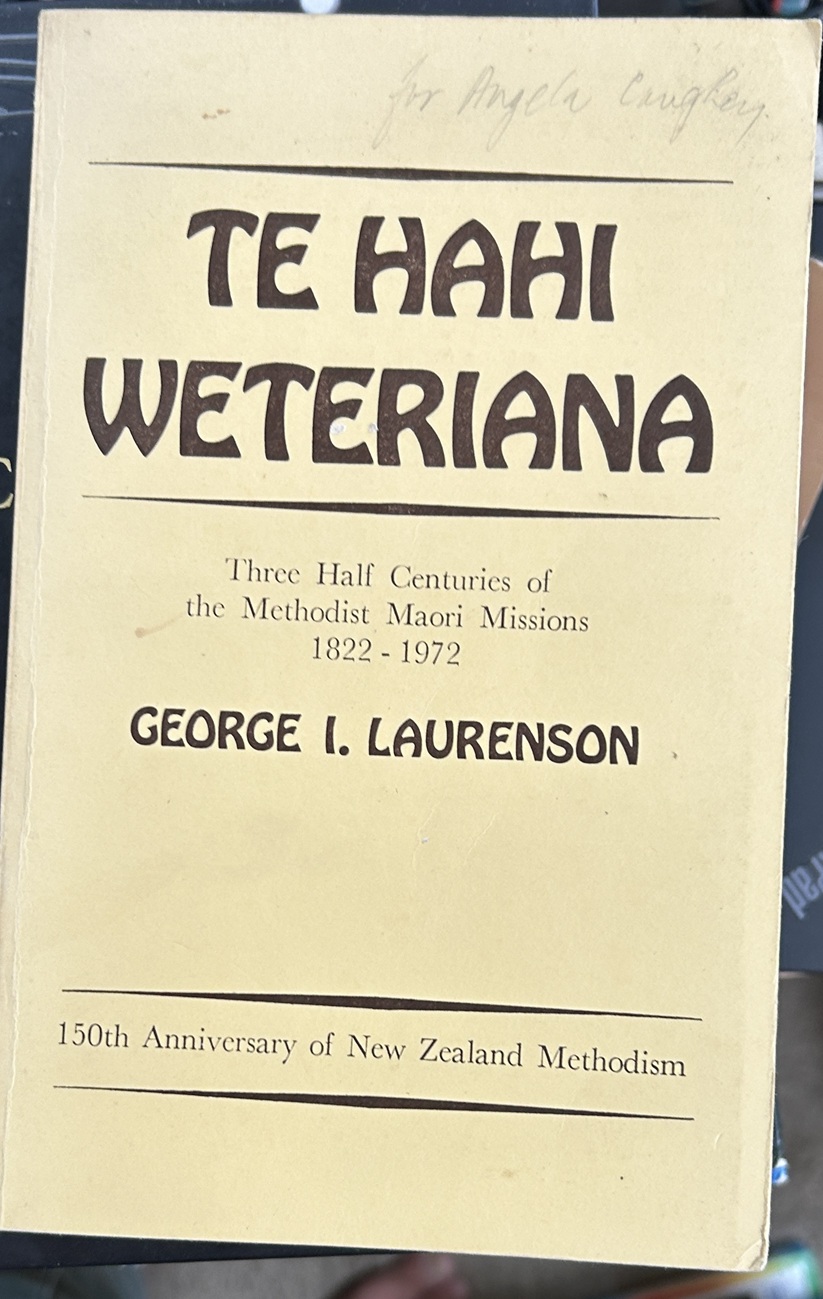 for Angela Caughey.
TE HAHI
WETERIANA
Three Half Centuries of
the Methodist Maori Missions
1822 - 1972
GEORGE I. LAURENSON
150th Anniversary of New Zealand Methodism